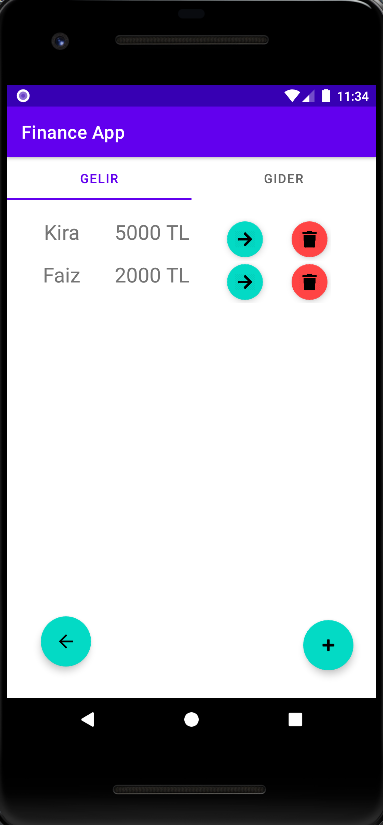 11:34
Finance App
GELIR GIDER
Kira 5000 TL
Faiz 2000 TL